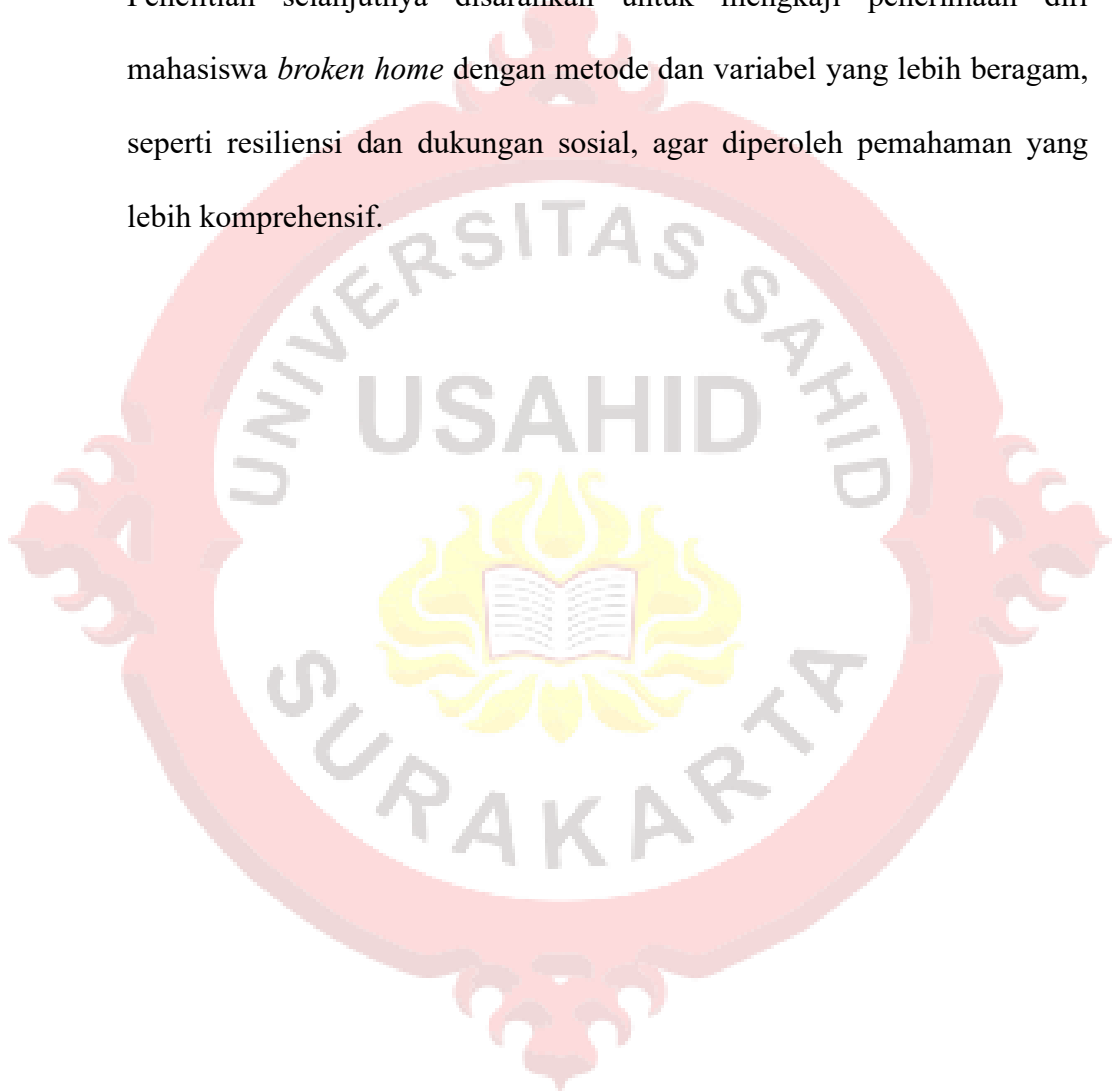 Penelitian selanjutnya disarankan untuk mengkaji penerimaan diri
mahasiswa broken home dengan metode dan variabel yang lebih beragam,
seperti resiliensi dan dukungan sosial, agar diperoleh pemahaman yang
lebih komprehensif.
UNIVERSITAS SAHID
USAHID
SURAKARTA